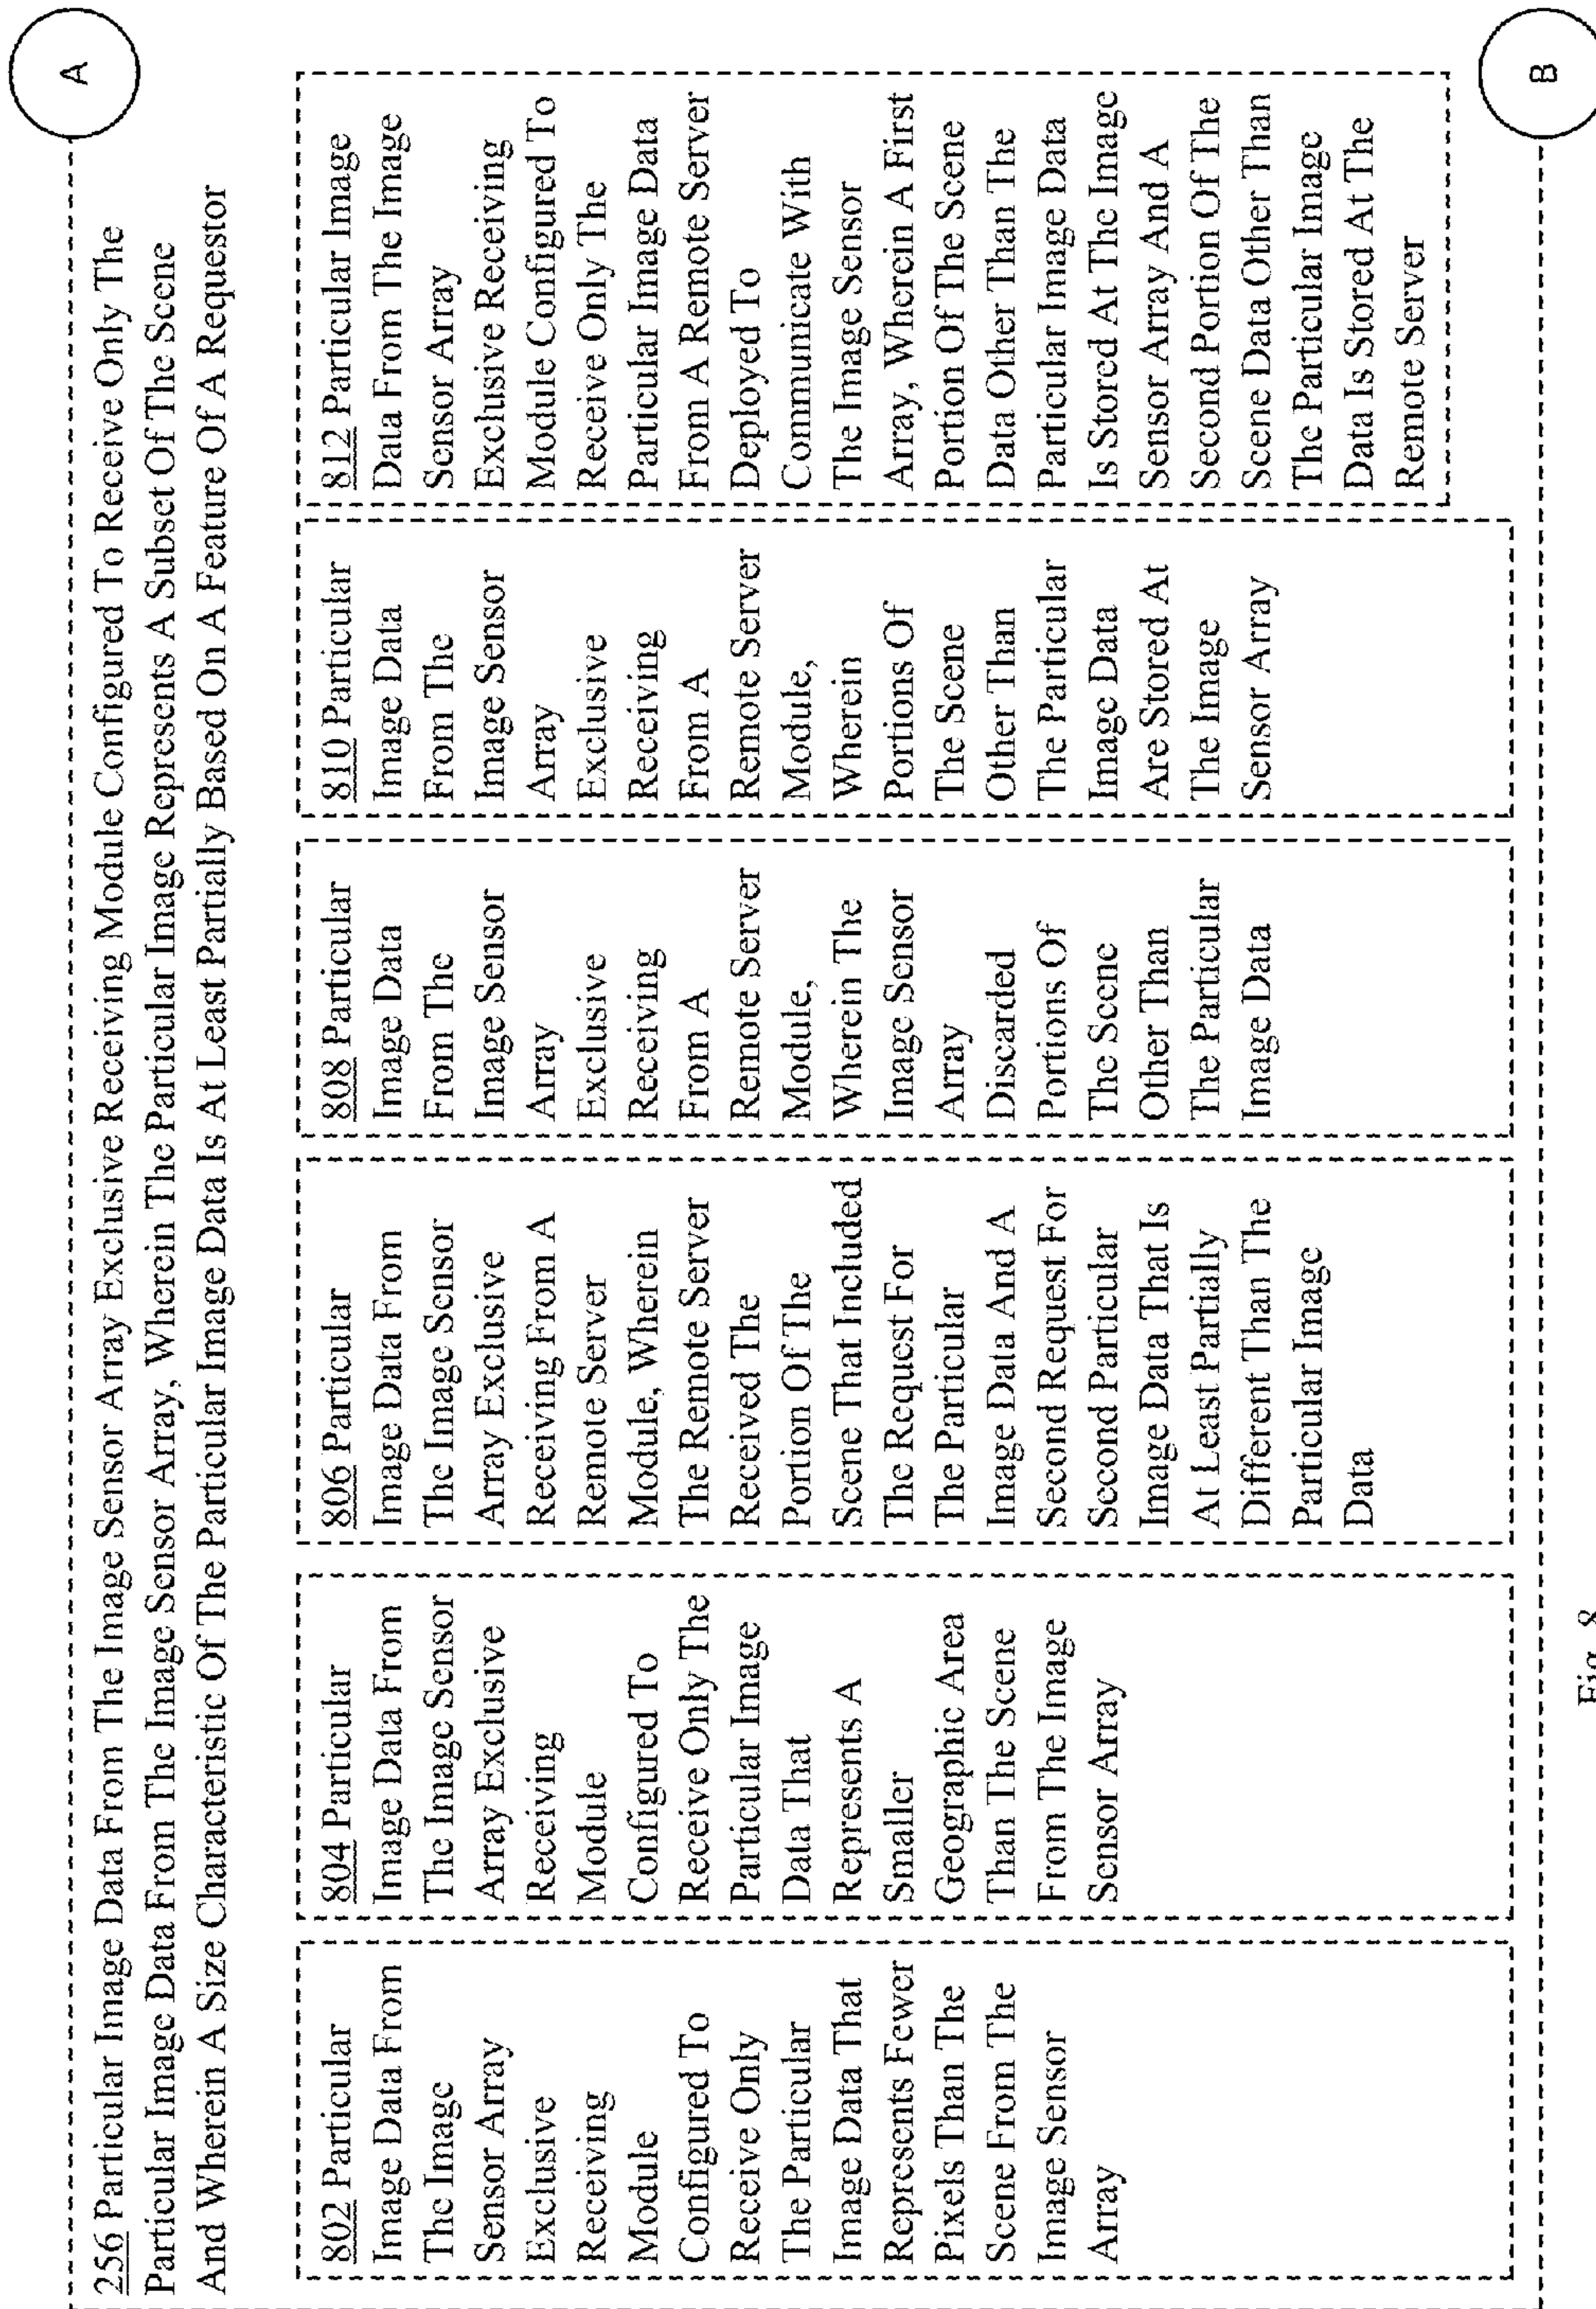 256 Particular Image Data From The Image Sensor Array Exclusive Receiving Module Configured To Receive Only The
Particular Image Data From The Image Sensor Array, Wherein The Particular Image Represents A Subset Of The Scene
And Wherein A Size Characteristic Of The Particular Image Data Is At Least Partially Based On A Feature Of A Requestor
802 Particular
Image Data From
The Image
Sensor Array
Exclusive
Receiving
Module
Configured To
Receive Only
The Particular
Image Data That
Represents Fewer
Pixels Than The
Scene From The
Image Sensor
Array
804 Particular
Image Data From
The Image Sensor
Array Exclusive
Receiving
Module
Configured To
Receive Only The
Particular Image
Data That
Represents A
Smaller
Geographic Area
Than The Scene
From The Image
Sensor Array
806 Particular
Image Data From
The Image Sensor
Array Exclusive
Receiving From A
Remote Server
Module, Wherein
The Remote Server
Received The
Portion Of The
Scene That Included
The Request For
The Particular
Image Data And A
Second Request For
Second Particular
Image Data That Is
At Least Partially
Different Than The
Particular Image
Data
808 Particular
Image Data
From The
Image Sensor
Array
Exclusive
Receiving
From A
Remote Server
Module,
Wherein The
Image Sensor
Array
Discarded
Portions Of
The Scene
Other Than
The Particular
Image Data
810 Particular
Image Data
From The
Image Sensor
Array
Exclusive
Receiving
From A
Remote Server
Module,
Wherein
Portions Of
The Scene
Other Than
The Particular
Image Data
Are Stored At
The Image
Sensor Array
812 Particular Image
Data From The Image
Sensor Array
Exclusive Receiving
Module Configured To
Receive Only The
Particular Image Data
From A Remote Server
Deployed To
Communicate With
The Image Sensor
Array, Wherein A First
Portion Of The Scene
Data Other Than The
Particular Image Data
Is Stored At The Image
Sensor Array And A
Second Portion Of The
Scene Data Other Than
The Particular Image
Data Is Stored At The
Remote Server
A
B
Fig. 8